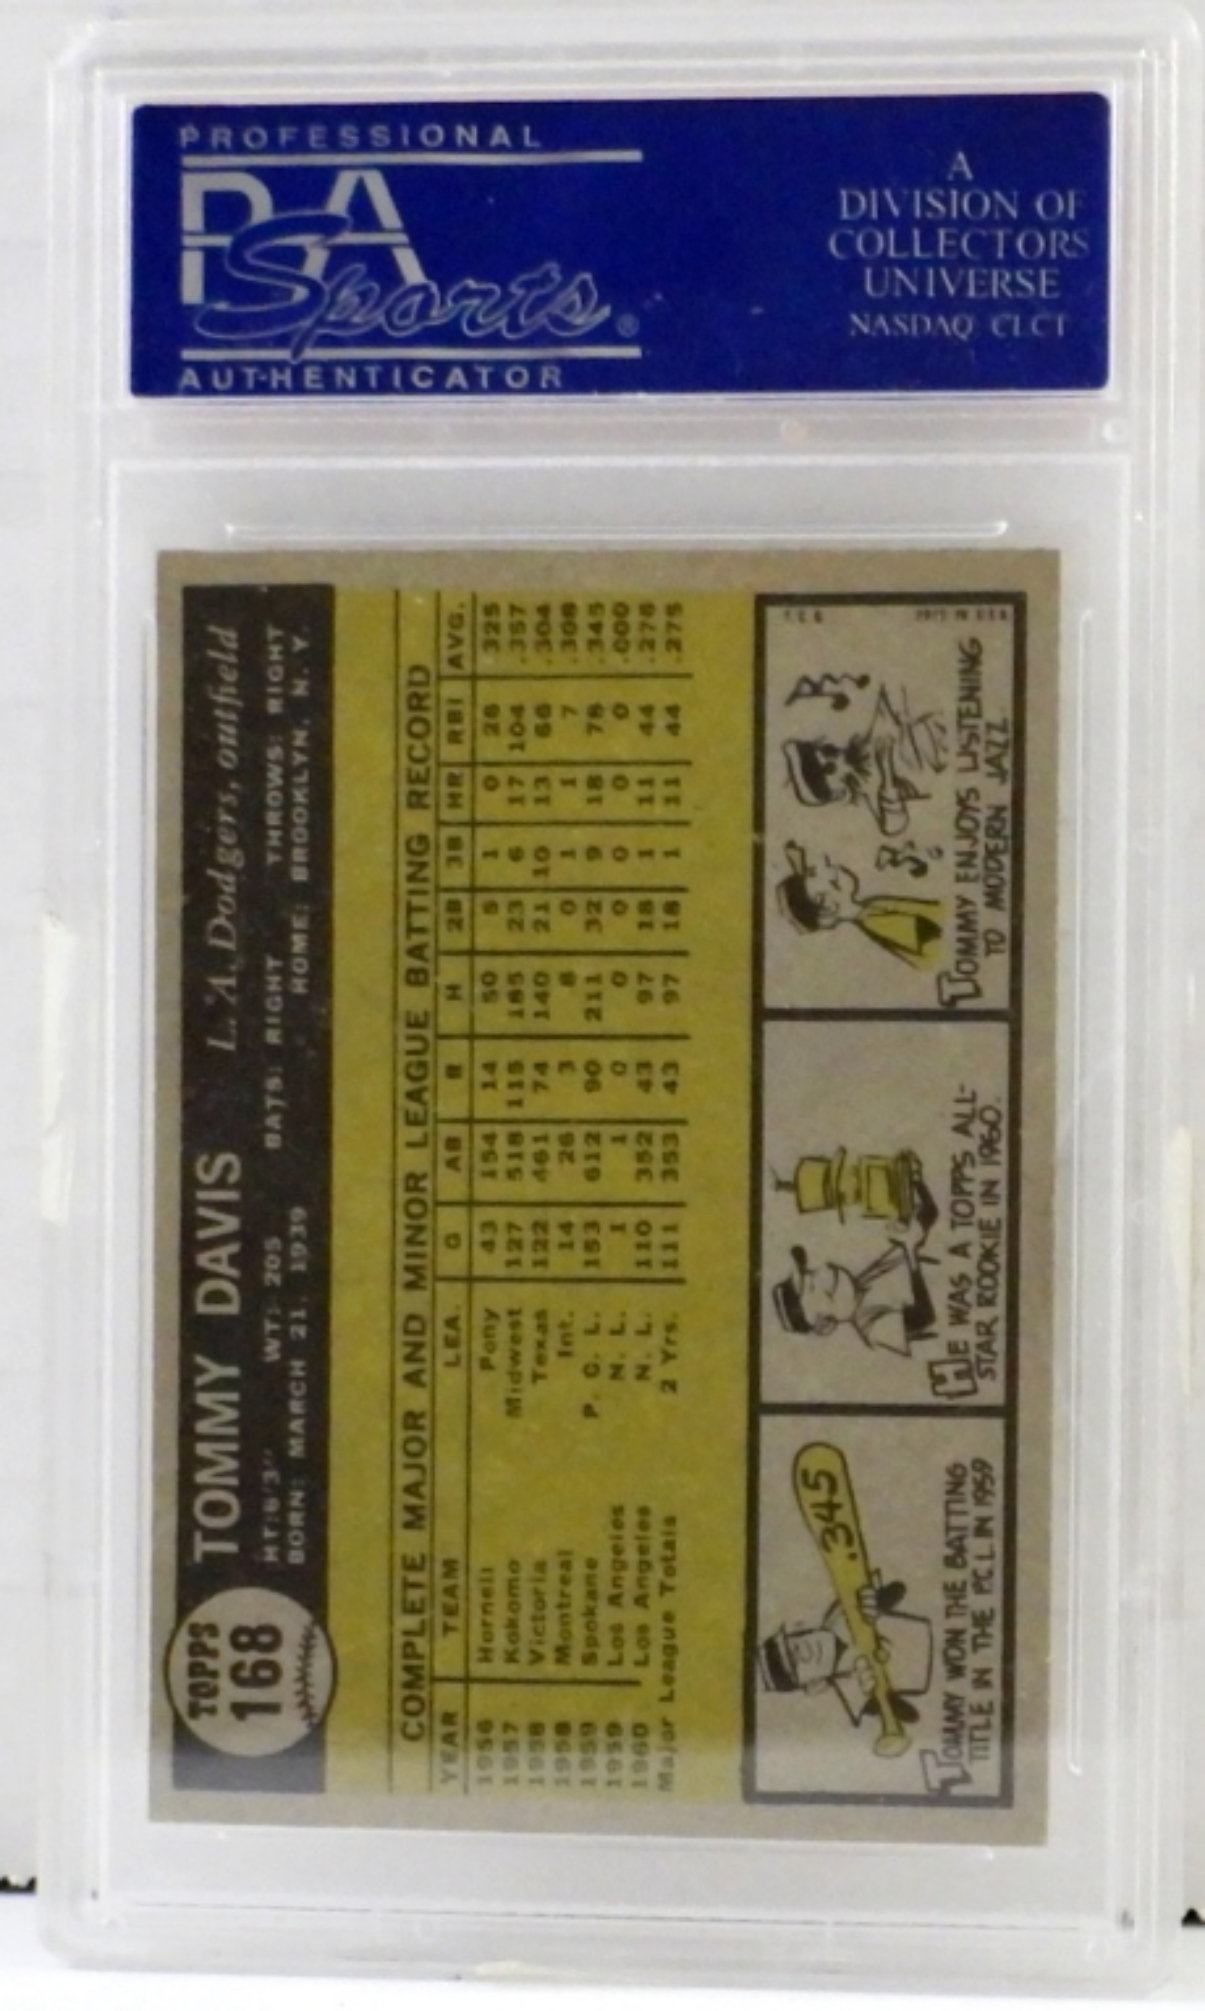 PROFESSIONAL
PSA
Sports®
AUTHENTICATOR
A
DIVISION OF
COLLECTORS
UNIVERSE
NASDAQ CLCT
TOPPS
168
TOMMY DAVIS L. A. Dodgers, outfield
HT: 6'3" WT: 205 BATS: RIGHT THROWS: RIGHT
BORN: MARCH 21, 1939 HOME: BROOKLYN, N. Y.
COMPLETE MAJOR AND MINOR LEAGUE BATTING RECORD
YEAR TEAM LEA. G AB R H 2B 3B HR RBI AVG.
1956 Hornell Pony 43 154 14 50 5 1 0 26 .325
1957 Kokomo Midwest 127 518 115 185 23 6 17 104 .357
1958 Victoria Texas 122 461 74 140 21 10 13 66 .304
1958 Montreal Int. 14 26 3 8 0 1 1 7 .308
1959 Spokane P. C. L. 153 612 90 211 32 9 18 78 .345
1959 Los Angeles N. L. 1 1 0 0 0 0 0 0 .000
1960 Los Angeles N. L. 110 352 43 97 18 1 11 44 .276
Major League Totals 2 Yrs. 111 353 43 97 18 1 11 44 .275
.345
TOMMY WON THE BATTING
TITLE IN THE P.C.L. IN 1959
HE WAS A TOPPS ALL-
STAR ROOKIE IN 1960.
TOMMY ENJOYS LISTENING
TO MODERN JAZZ.